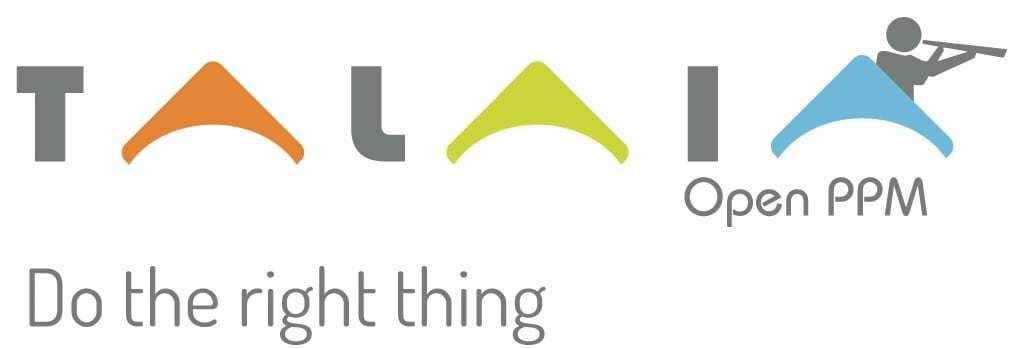 TALAIA
Open PPM
Do the right thing